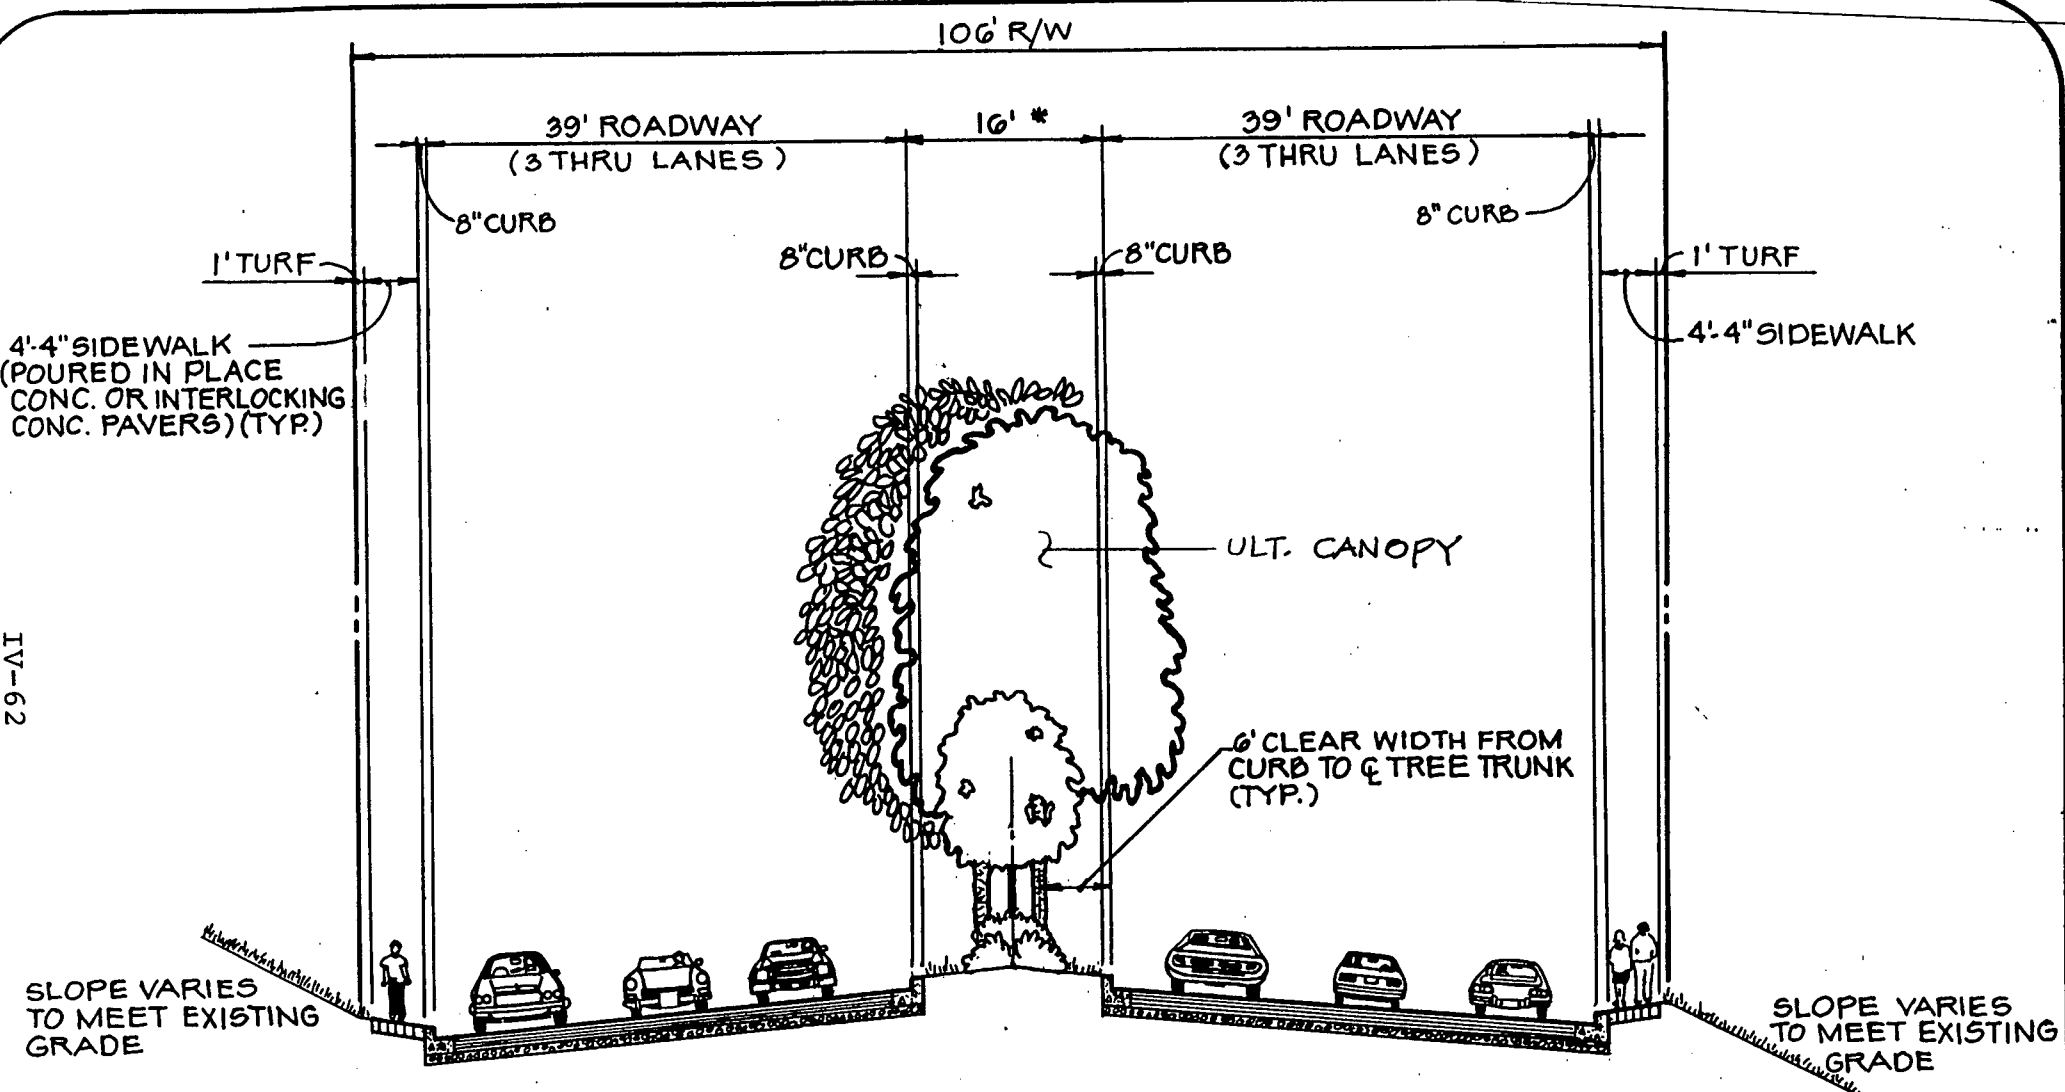 106' R/W
39' ROADWAY
(3 THRU LANES)
16' *
39' ROADWAY
(3 THRU LANES)
8" CURB
8" CURB
1' TURF
8" CURB
8" CURB
1' TURF
4'-4" SIDEWALK
(POURED IN PLACE
CONC. OR INTERLOCKING
CONC. PAVERS) (TYP.)
4'-4" SIDEWALK
ULT. CANOPY
IV-62
6' CLEAR WIDTH FROM
CURB TO ℄ TREE TRUNK
(TYP.)
SLOPE VARIES
TO MEET EXISTING
GRADE
SLOPE VARIES
TO MEET EXISTING
GRADE